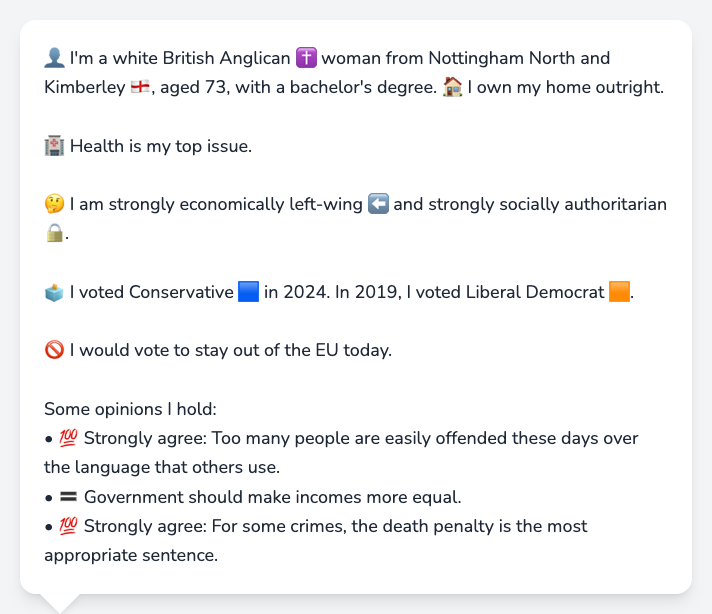 👤 I'm a white British Anglican ✝️ woman from Nottingham North and
Kimberley 🏴󠁧󠁢󠁥󠁮󠁧󠁿, aged 73, with a bachelor's degree. 🏠 I own my home outright.
🏥 Health is my top issue.
🤔 I am strongly economically left-wing ⬅️ and strongly socially authoritarian
🔒.
🗳️ I voted Conservative 🟦 in 2024. In 2019, I voted Liberal Democrat 🟧.
🚫 I would vote to stay out of the EU today.
Some opinions I hold:
• 💯 Strongly agree: Too many people are easily offended these days over
the language that others use.
• 🟰 Government should make incomes more equal.
• 💯 Strongly agree: For some crimes, the death penalty is the most
appropriate sentence.